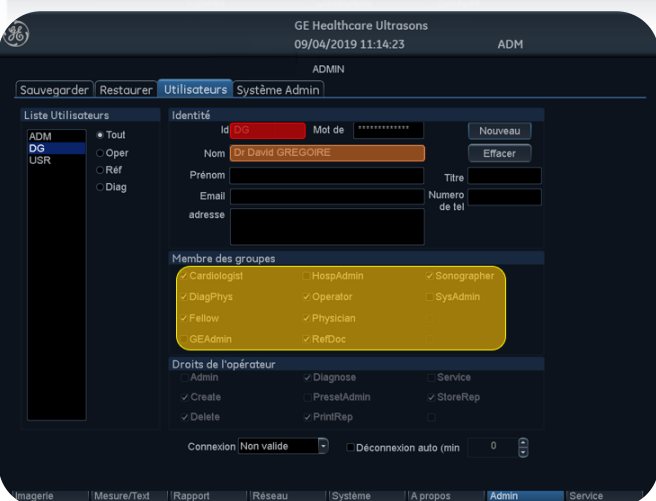 GE Healthcare Ultrasons
09/04/2019 11:14:23 ADM
ADMIN
Sauvegarder Restaurer Utilisateurs Système Admin
Liste Utilisateurs
ADM
DG
USR
Tout
Oper
Réf
Diag
Identité
Id DG Mot de ************* Nouveau
Nom Dr David GREGOIRE Effacer
Prénom Titre
Email Numero de tel
adresse
Membre des groupes
Cardiologist HospAdmin Sonographer
DiagPhys Operator SysAdmin
Fellow Physician
GEAdmin RefDoc
Droits de l'opérateur
Admin Diagnose Service
Create PresetAdmin StoreRep
Delete PrintRep
Connexion Non valide Déconnexion auto (min 0
Imagerie Mesure/Text Rapport Réseau Système A propos Admin Service